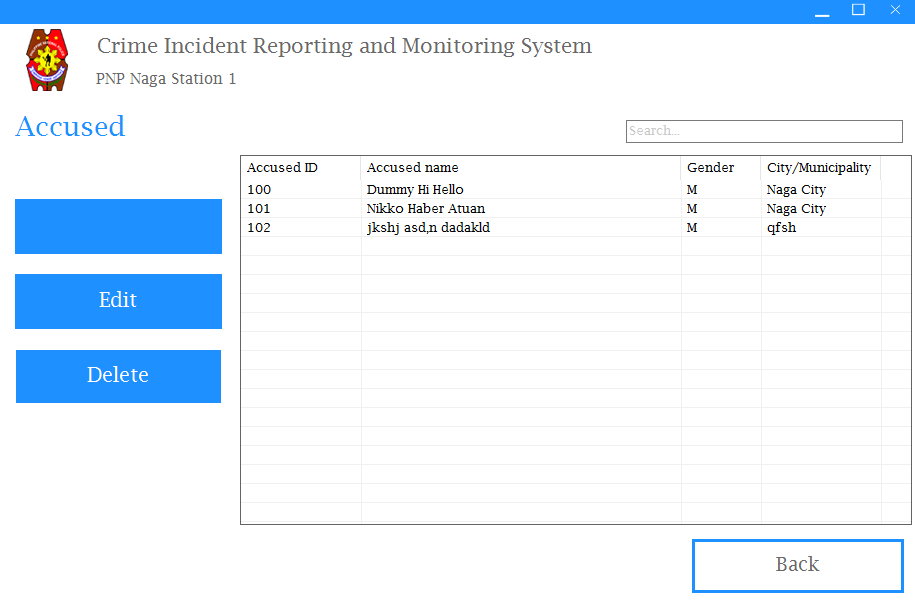 Crime Incident Reporting and Monitoring System
PNP Naga Station 1
Accused
Search...
Accused ID Accused name Gender City/Municipality
100 Dummy Hi Hello M Naga City
101 Nikko Haber Atuan M Naga City
102 jkshj asd,n dadakld M qfsh
Edit
Delete
Back